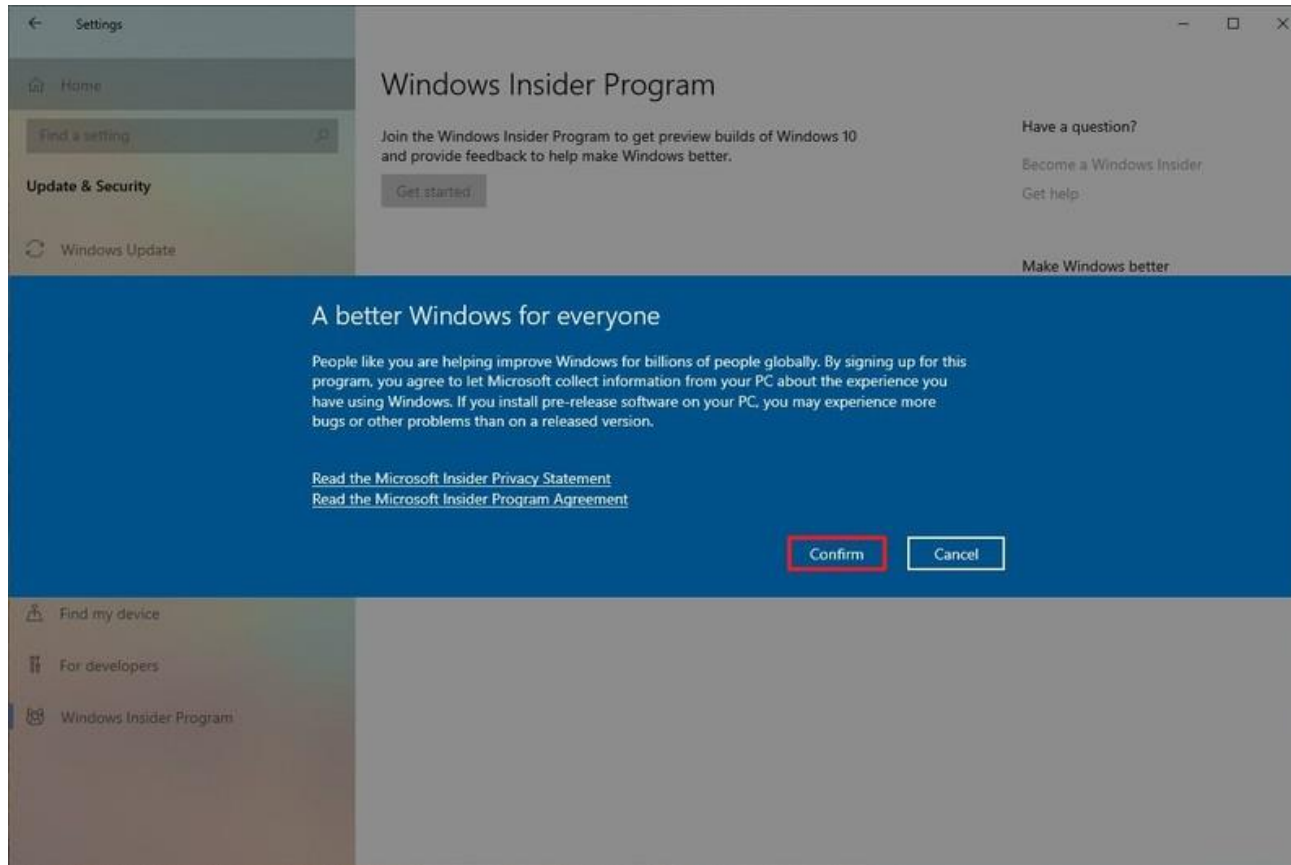 Settings
Home
Find a setting
Update & Security
Windows Update
Windows Insider Program
Join the Windows Insider Program to get preview builds of Windows 10
and provide feedback to help make Windows better.
Get started
Have a question?
Become a Windows Insider
Get help
Make Windows better
A better Windows for everyone
People like you are helping improve Windows for billions of people globally. By signing up for this
program, you agree to let Microsoft collect information from your PC about the experience you
have using Windows. If you install pre-release software on your PC, you may experience more
bugs or other problems than on a released version.
Read the Microsoft Insider Privacy Statement
Read the Microsoft Insider Program Agreement
Confirm
Cancel
Find my device
For developers
Windows Insider Program